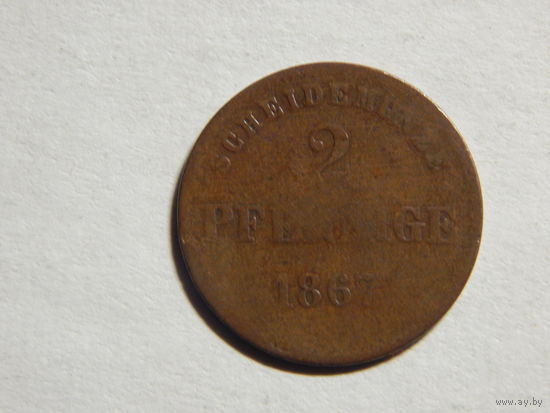 SCHEIDEMÜNZE
2
PFENNIGE
1867
www.ay.by